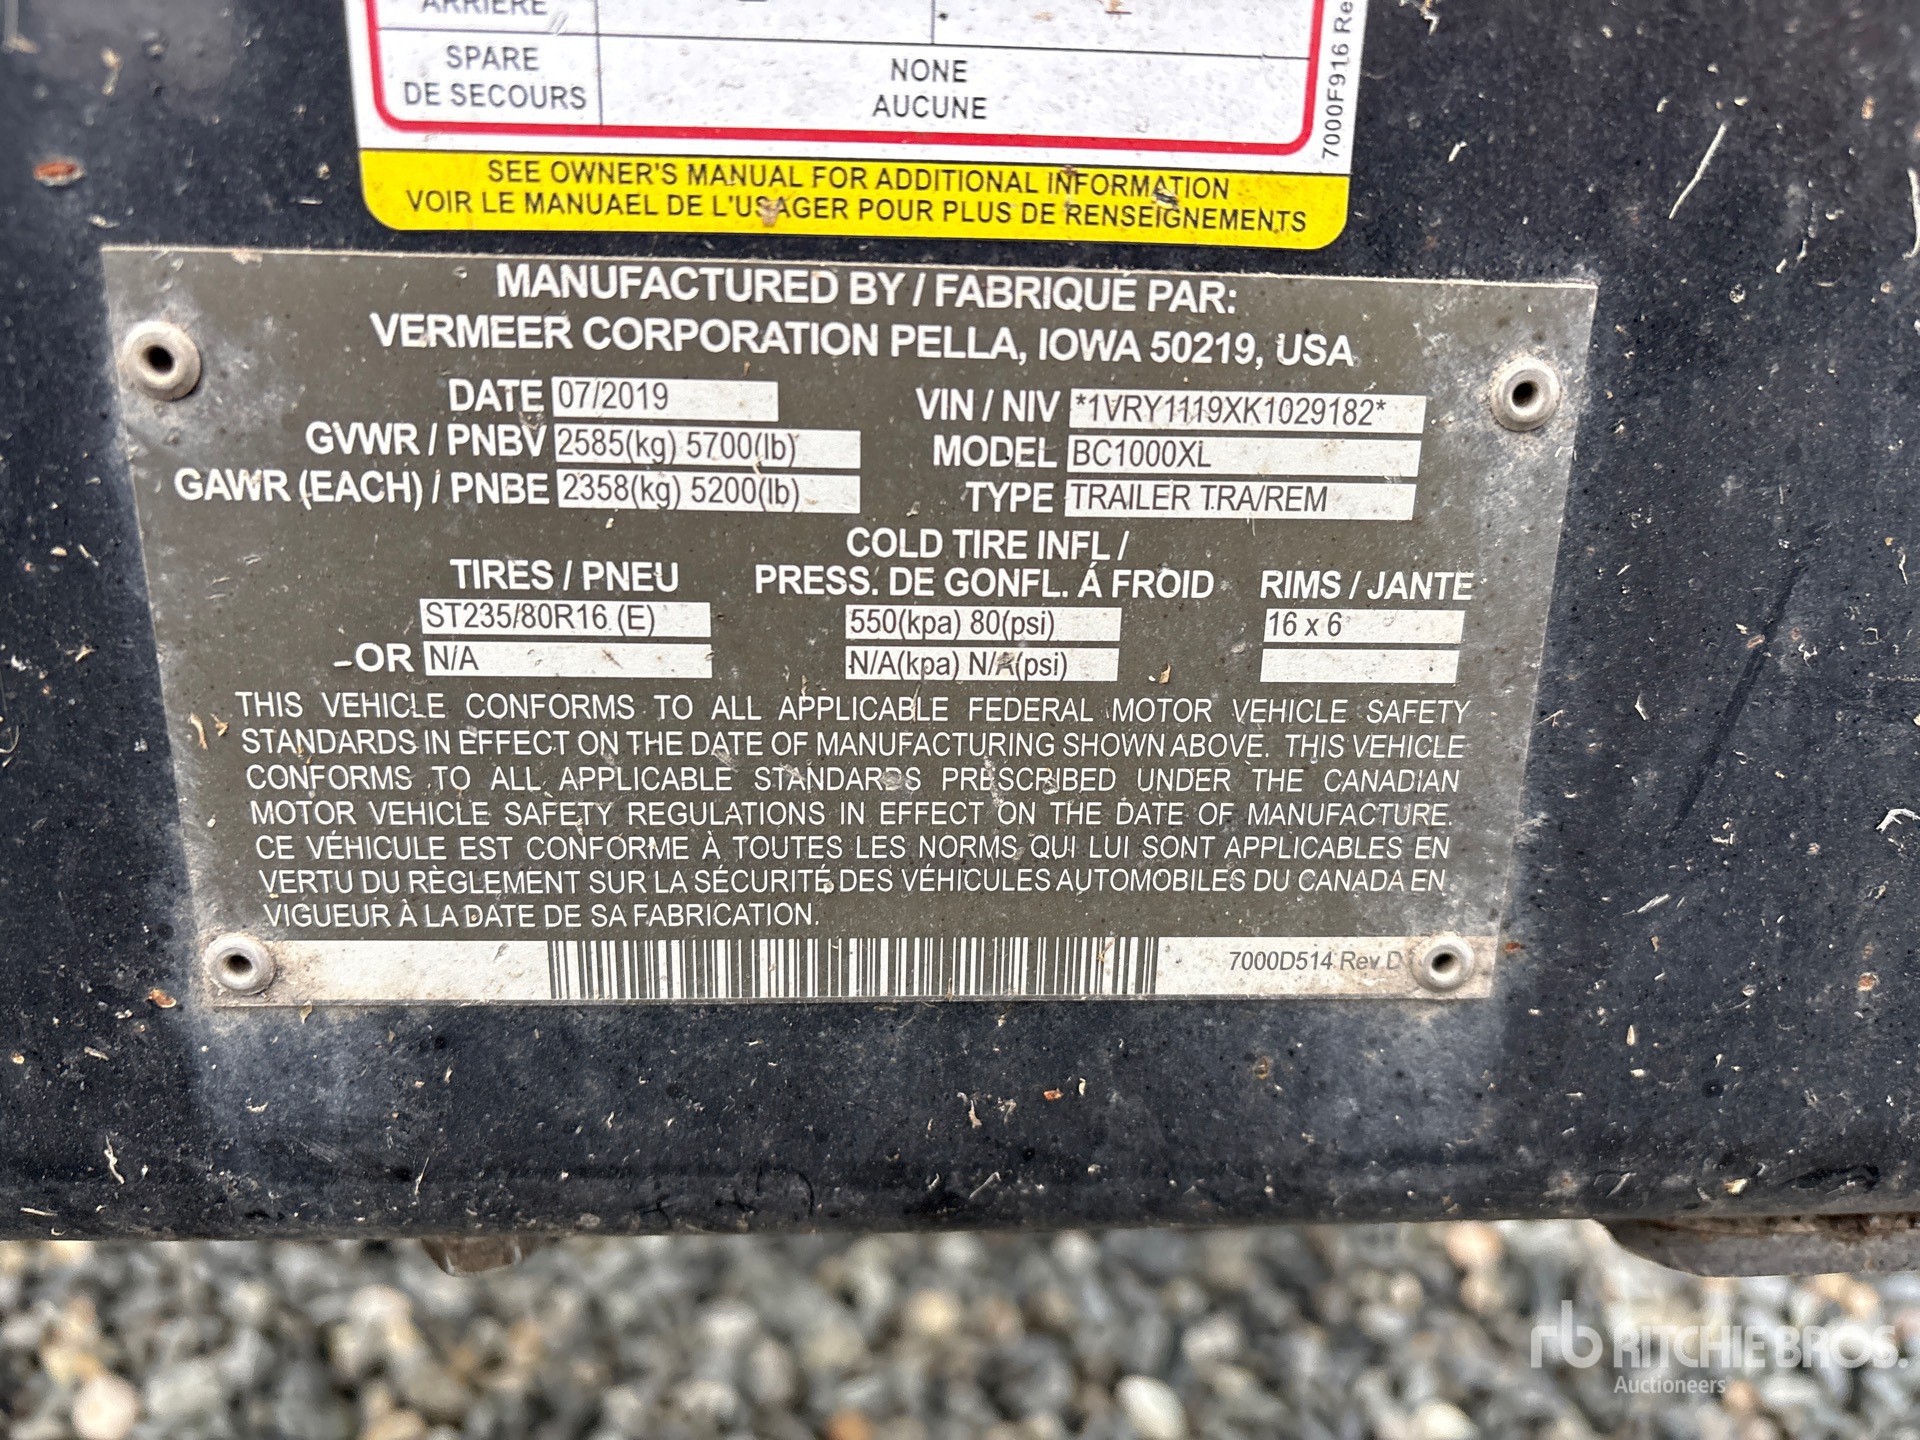 ARRIÈRE
SPARE
DE SECOURS
NONE
AUCUNE
7000F916 Re
SEE OWNER'S MANUAL FOR ADDITIONAL INFORMATION
VOIR LE MANUAEL DE L'USAGER POUR PLUS DE RENSEIGNEMENTS
MANUFACTURED BY / FABRIQUÉ PAR:
VERMEER CORPORATION PELLA, IOWA 50219, USA
DATE 07/2019 VIN / NIV *1VRY1119XK1029182*
GVWR / PNBV 2585(kg) 5700(lb) MODEL BC1000XL
GAWR (EACH) / PNBE 2358(kg) 5200(lb) TYPE TRAILER TRA/REM
COLD TIRE INFL /
TIRES / PNEU PRESS. DE GONFL. Á FROID RIMS / JANTE
ST235/80R16 (E) 550(kpa) 80(psi) 16 x 6
-OR N/A N/A(kpa) N/A(psi)
THIS VEHICLE CONFORMS TO ALL APPLICABLE FEDERAL MOTOR VEHICLE SAFETY
STANDARDS IN EFFECT ON THE DATE OF MANUFACTURING SHOWN ABOVE. THIS VEHICLE
CONFORMS TO ALL APPLICABLE STANDARDS PRESCRIBED UNDER THE CANADIAN
MOTOR VEHICLE SAFETY REGULATIONS IN EFFECT ON THE DATE OF MANUFACTURE.
CE VÉHICULE EST CONFORME À TOUTES LES NORMS QUI LUI SONT APPLICABLES EN
VERTU DU RÈGLEMENT SUR LA SÉCURITÉ DES VÉHICULES AUTOMOBILES DU CANADA EN
VIGUEUR À LA DATE DE SA FABRICATION.
7000D514 Rev D
rb RITCHIE BROS.
Auctioneers